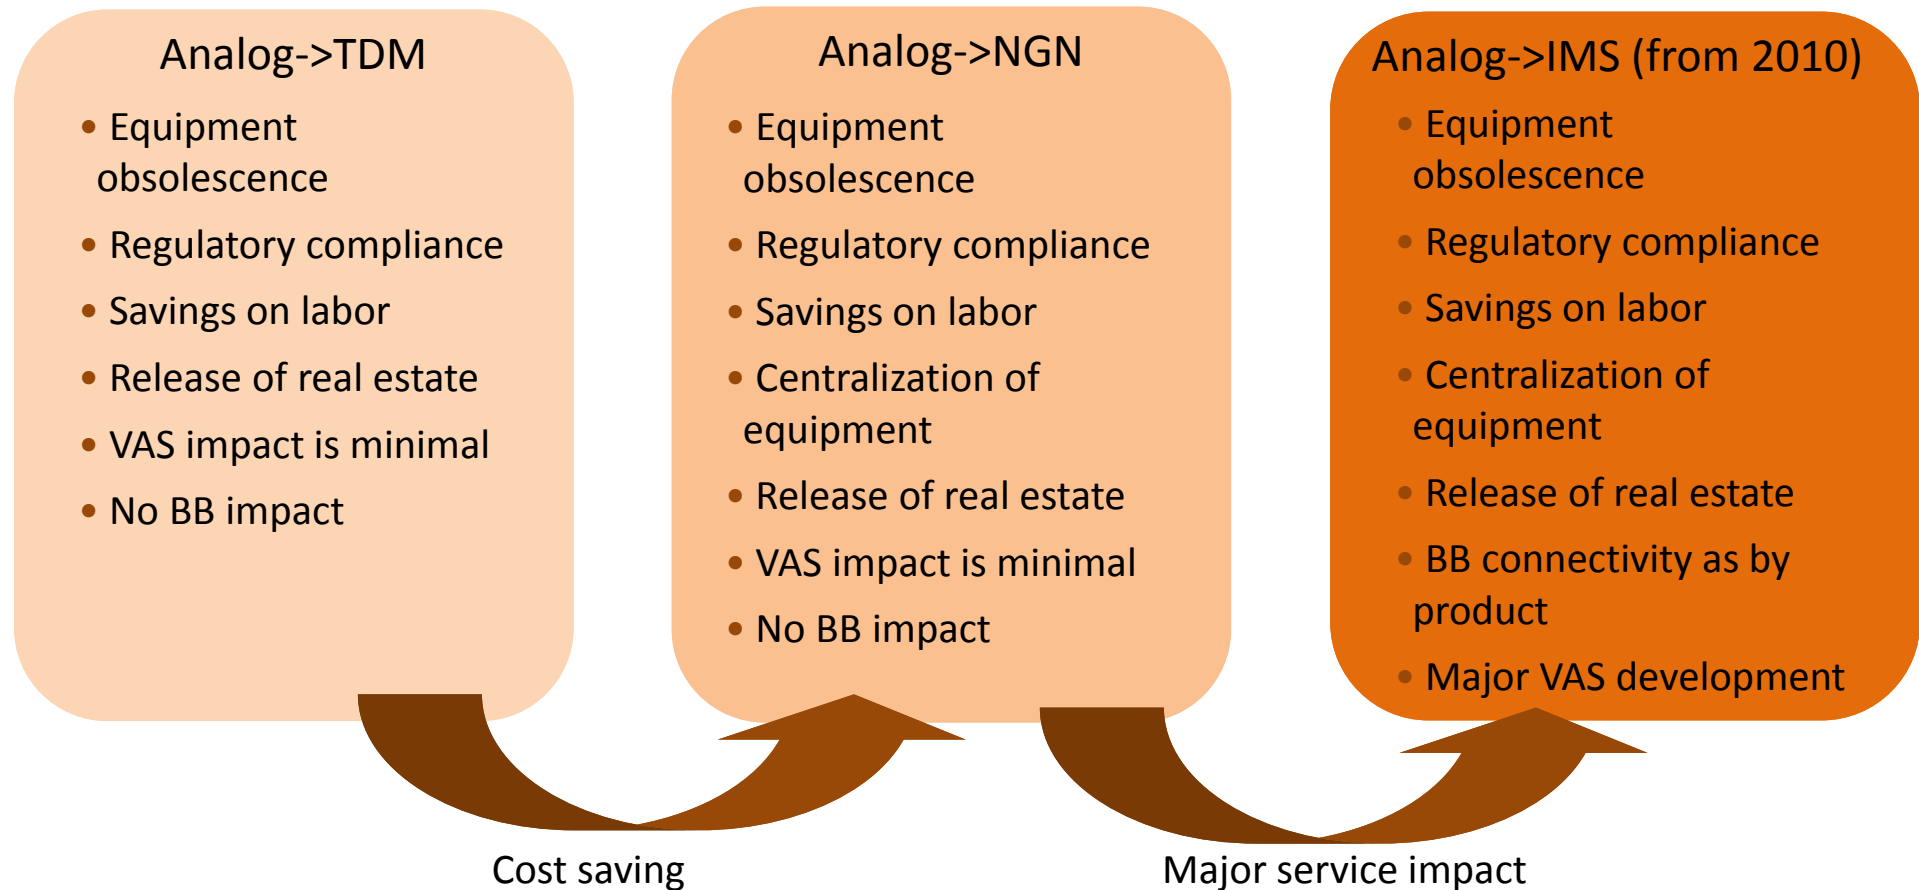 Analog->TDM
• Equipment
obsolescence
• Regulatory compliance
• Savings on labor
• Release of real estate
• VAS impact is minimal
• No BB impact
Analog->NGN
• Equipment
obsolescence
• Regulatory compliance
• Savings on labor
• Centralization of
equipment
• Release of real estate
• VAS impact is minimal
• No BB impact
Analog->IMS (from 2010)
• Equipment
obsolescence
• Regulatory compliance
• Savings on labor
• Centralization of
equipment
• Release of real estate
• BB connectivity as by
product
• Major VAS development
Cost saving
Major service impact